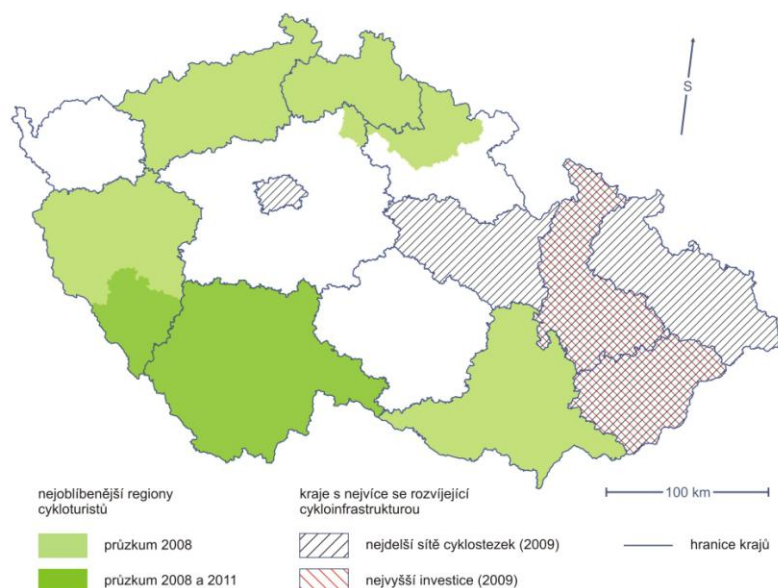 S
100 km
nejoblíbenější regiony
cykloturistů
průzkum 2008
průzkum 2008 a 2011
kraje s nejvíce se rozvíjející
cykloinfrastrukturou
nejdelší sítě cyklostezek (2009)
nejvyšší investice (2009)
hranice krajů